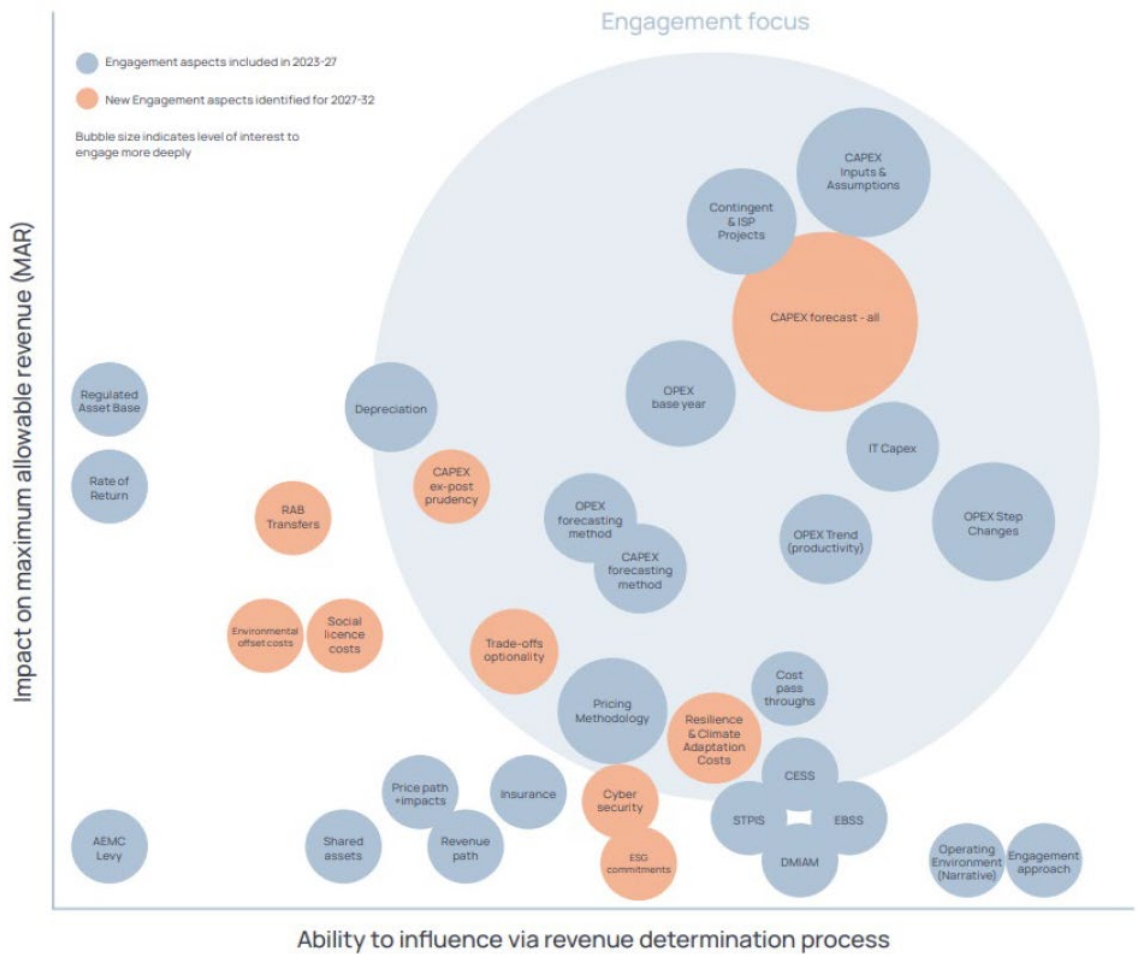 Engagement focus
Engagement aspects included in 2023-27
New Engagement aspects identified for 2027-32
Bubble size indicates level of interest to
engage more deeply
Impact on maximum allowable revenue (MAR)
CAPEX
Inputs &
Assumptions
Contingent
& ISP
Projects
CAPEX forecast - all
Regulated
Asset Base
Depreciation
OPEX
base year
IT Capex
Rate of
Return
CAPEX
ex-post
prudency
RAB
Transfers
OPEX
forecasting
method
CAPEX
forecasting
method
OPEX Trend
(productivity)
OPEX Step
Changes
Environmental
offset costs
Social
licence
costs
Trade-offs
optionality
Cost
pass
throughs
Pricing
Methodology
Resilience
& Climate
Adaptation
Costs
Price path
+impacts
Insurance
Cyber
security
CESS
STPIS
EBSS
DMIAM
AEMC
Levy
Shared
assets
Revenue
path
ESG
commitments
Operating
Environment
(Narrative)
Engagement
approach
Ability to influence via revenue determination process